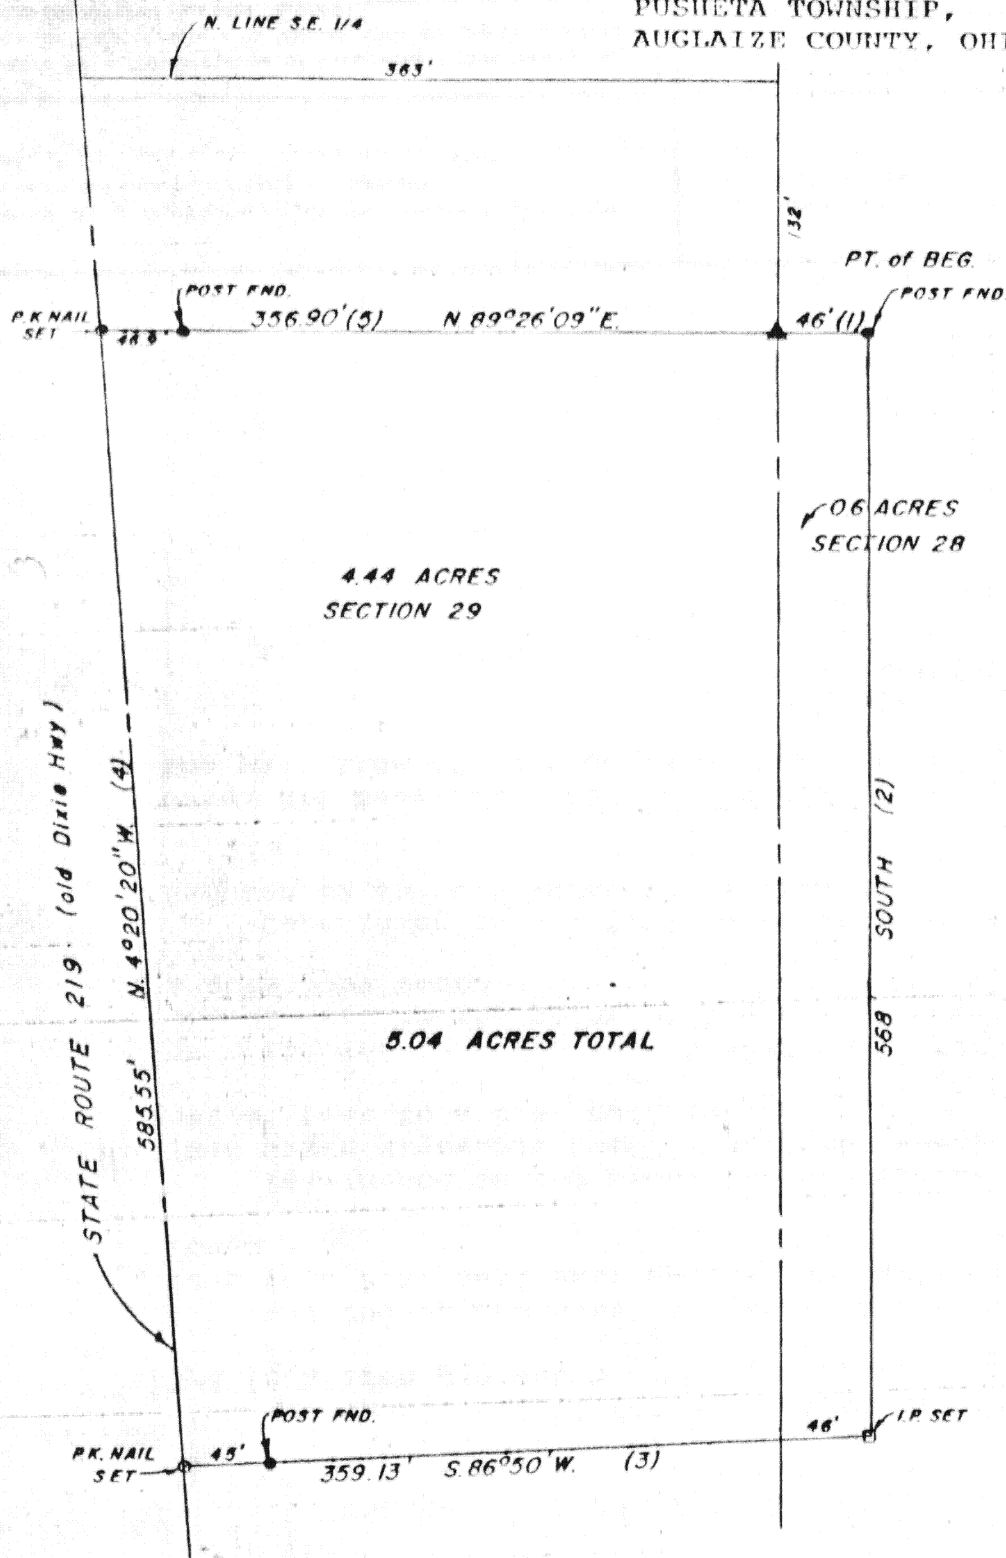 PUSHETA TOWNSHIP,
AUGLAIZE COUNTY, OHI
N. LINE S.E. 1/4
363'
132'
PT. of BEG.
POST FND.
POST FND.
P.K NAIL
SET
356.90'(5) N 89°26'09"E.
46'(1)
06 ACRES
SECTION 28
4.44 ACRES
SECTION 29
STATE ROUTE 219 (old Dixie Hwy)
585.55' N. 4°20'20"W. (4)
568' SOUTH (2)
5.04 ACRES TOTAL
POST FND.
I.P. SET
46'
P.K. NAIL
SET
45'
359.13' S.86°50'W. (3)